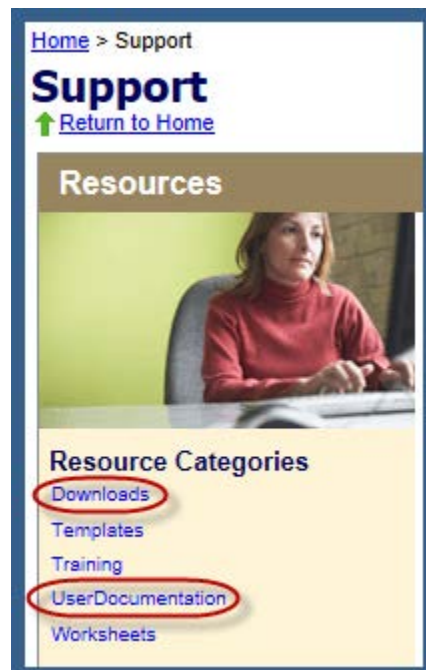 Home > Support
Support
Return to Home
Resources
Resource Categories
Downloads
Templates
Training
UserDocumentation
Worksheets